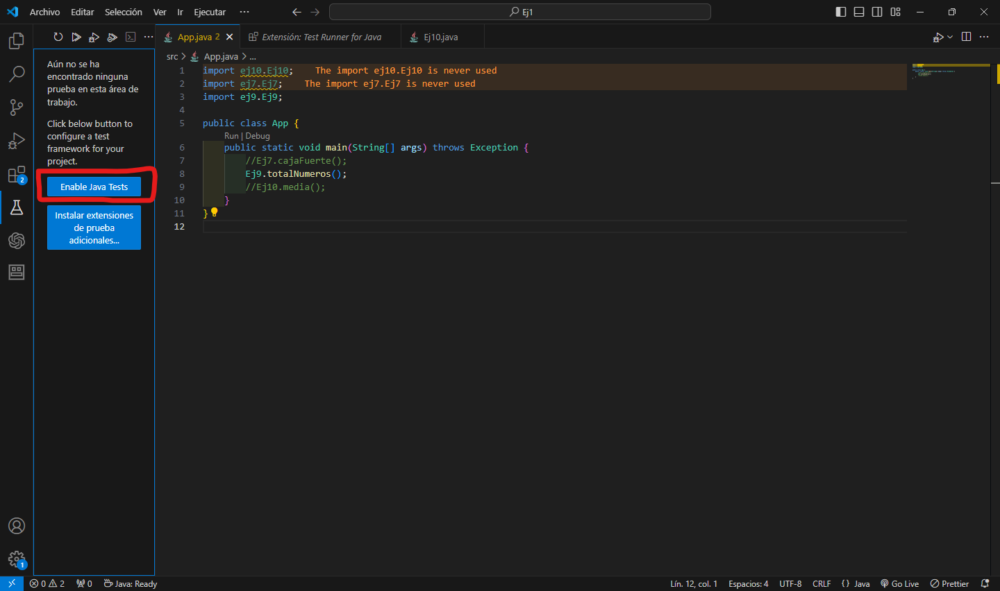 Archivo Editar Selección Ver Ir Ejecutar ··· Ej1
App.java 2 Extensión: Test Runner for Java Ej10.java
src > App.java > ...
Aún no se ha
encontrado ninguna
prueba en esta área de
trabajo.
Click below button to
configure a test
framework for your
project.
Enable Java Tests
Instalar extensiones
de prueba
adicionales...
2
1
1 import ej10.Ej10; The import ej10.Ej10 is never used
2 import ej7.Ej7; The import ej7.Ej7 is never used
3 import ej9.Ej9;
4
5 public class App {
Run | Debug
6 public static void main(String[] args) throws Exception {
7 //Ej7.cajaFuerte();
8 Ej9.totalNumeros();
9 //Ej10.media();
10 }
11 }
12
0 2 0 Java: Ready Lín. 12, col. 1 Espacios: 4 UTF-8 CRLF {} Java Go Live Prettier